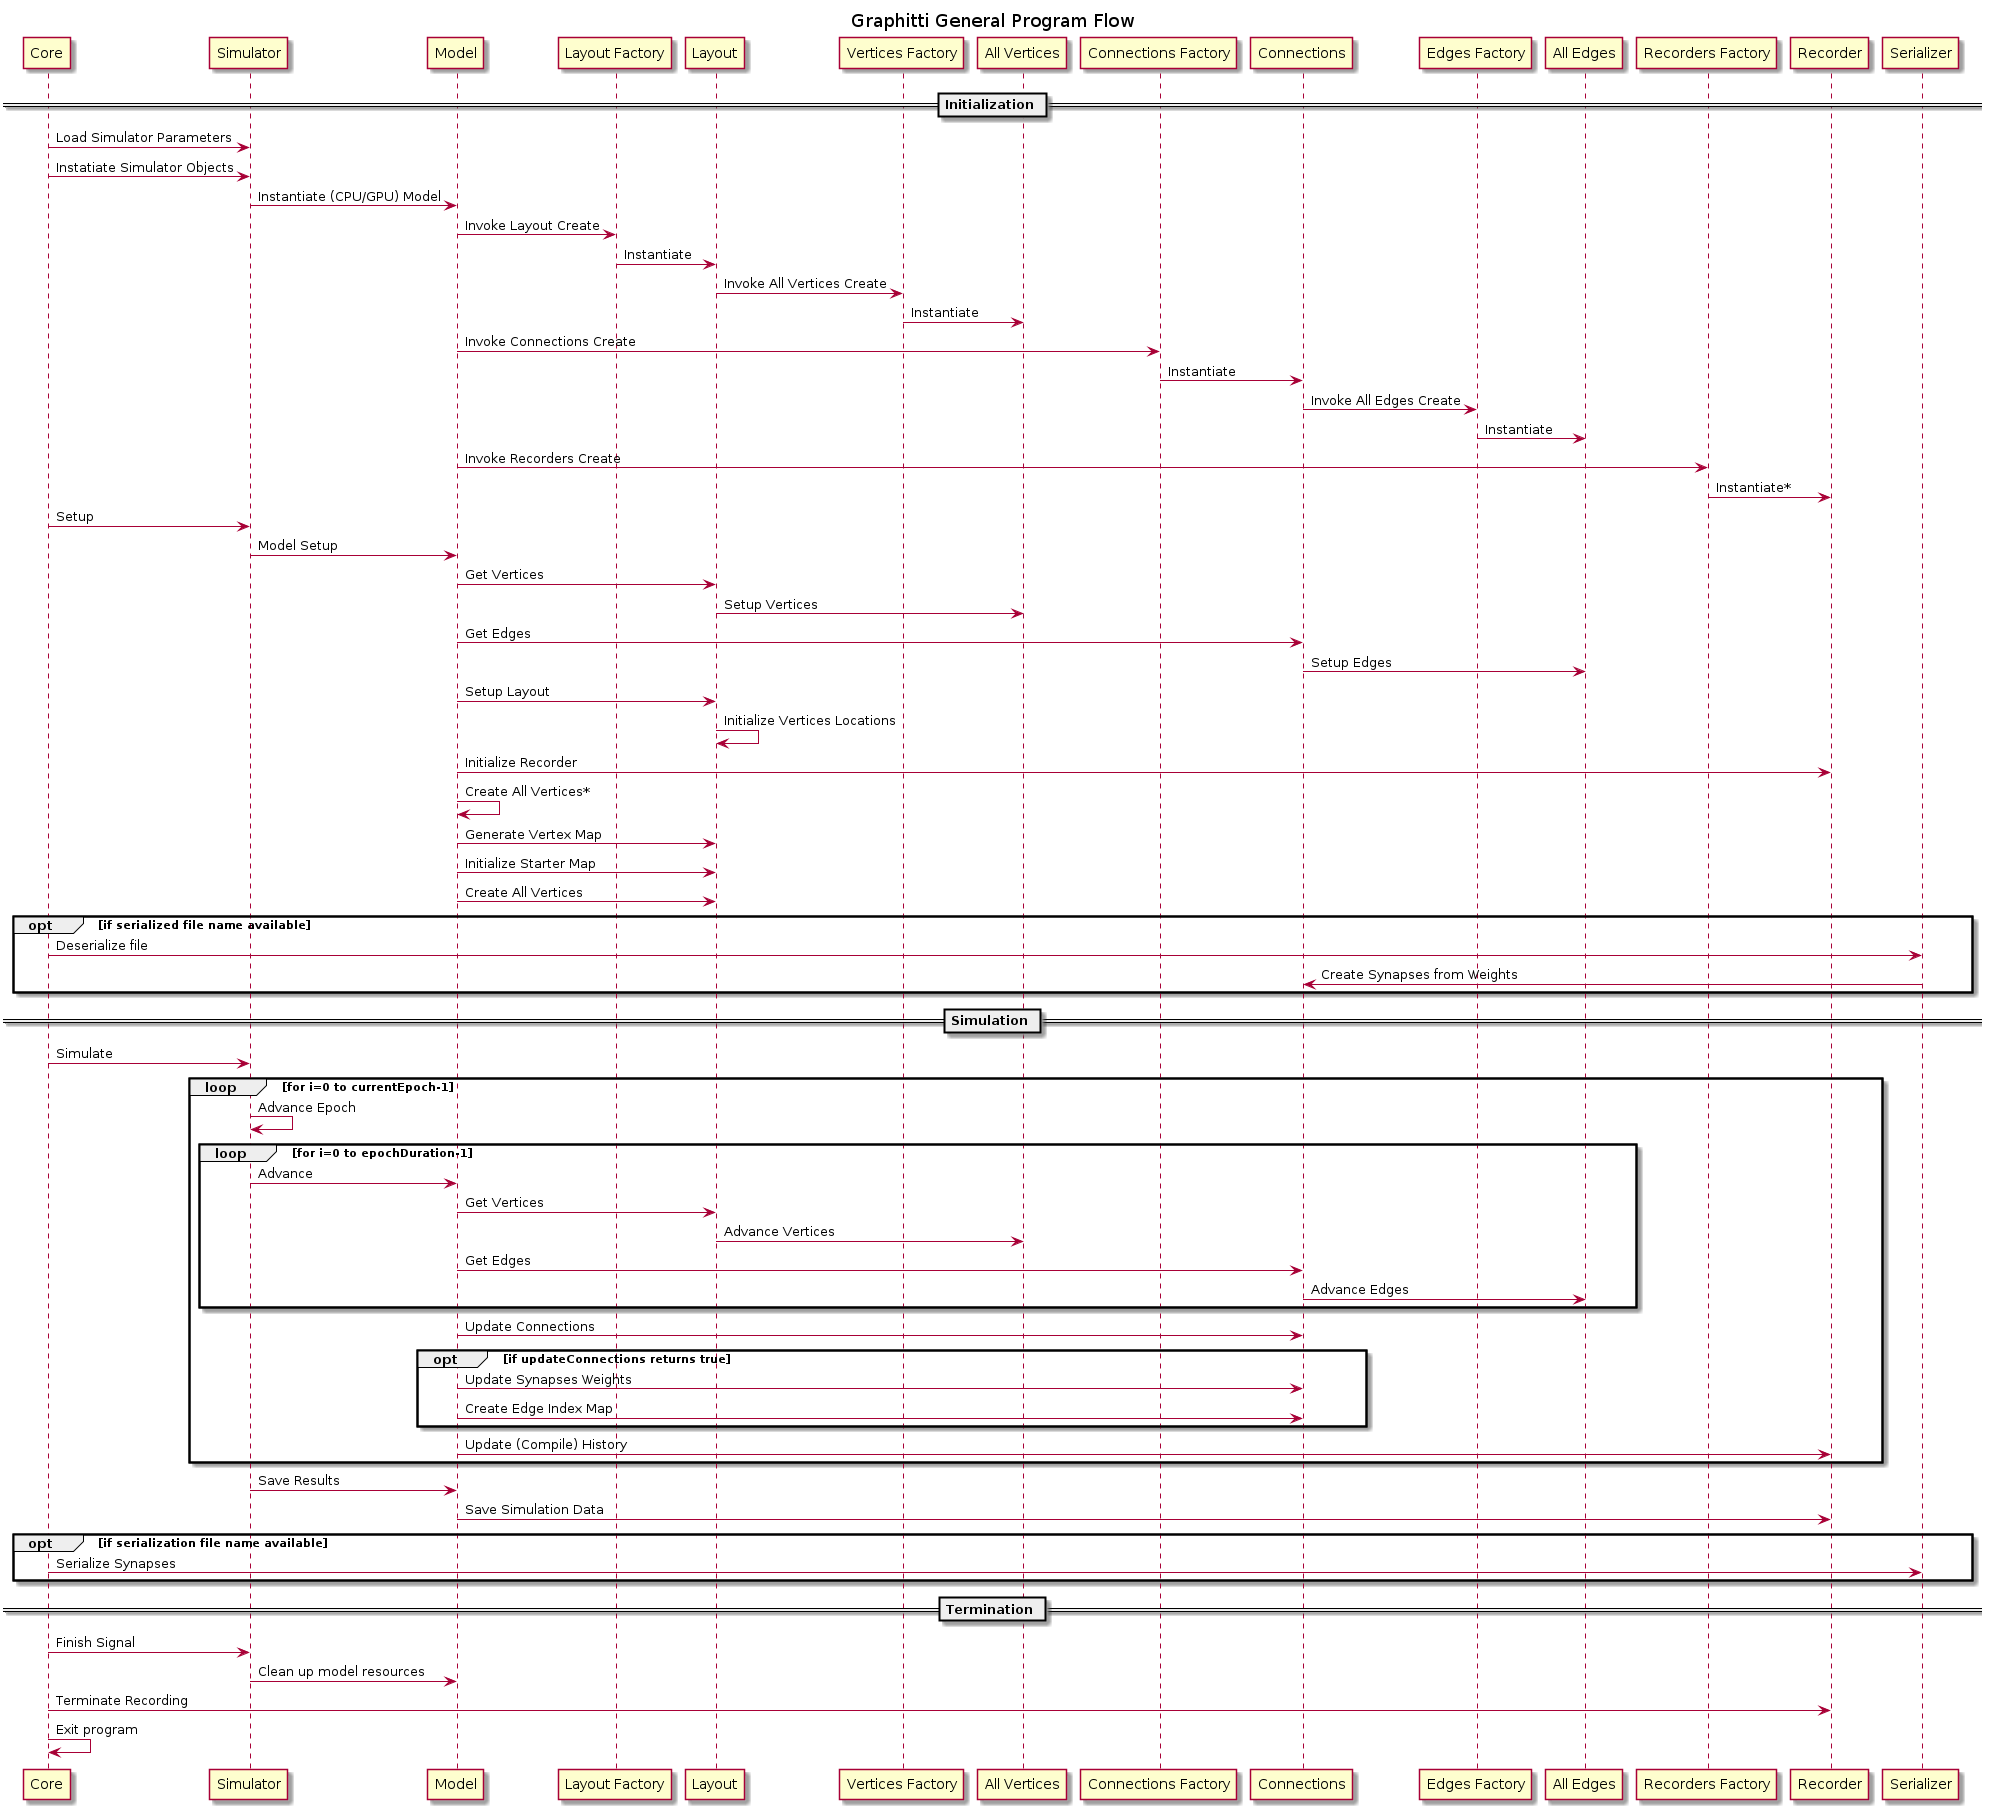 Graphitti General Program Flow
Core Simulator Model Layout Factory Layout Vertices Factory All Vertices Connections Factory Connections Edges Factory All Edges Recorders Factory Recorder Serializer
Initialization
Load Simulator Parameters
Instatiate Simulator Objects
Instantiate (CPU/GPU) Model
Invoke Layout Create
Instantiate
Invoke All Vertices Create
Instantiate
Invoke Connections Create
Instantiate
Invoke All Edges Create
Instantiate
Invoke Recorders Create
Instantiate*
Setup
Model Setup
Get Vertices
Setup Vertices
Get Edges
Setup Edges
Setup Layout
Initialize Vertices Locations
Initialize Recorder
Create All Vertices*
Generate Vertex Map
Initialize Starter Map
Create All Vertices
opt [if serialized file name available]
Deserialize file
Create Synapses from Weights
Simulation
Simulate
loop [for i=0 to currentEpoch-1]
Advance Epoch
loop [for i=0 to epochDuration-1]
Advance
Get Vertices
Advance Vertices
Get Edges
Advance Edges
Update Connections
opt [if updateConnections returns true]
Update Synapses Weights
Create Edge Index Map
Update (Compile) History
Save Results
Save Simulation Data
opt [if serialization file name available]
Serialize Synapses
Termination
Finish Signal
Clean up model resources
Terminate Recording
Exit program
Core Simulator Model Layout Factory Layout Vertices Factory All Vertices Connections Factory Connections Edges Factory All Edges Recorders Factory Recorder Serializer